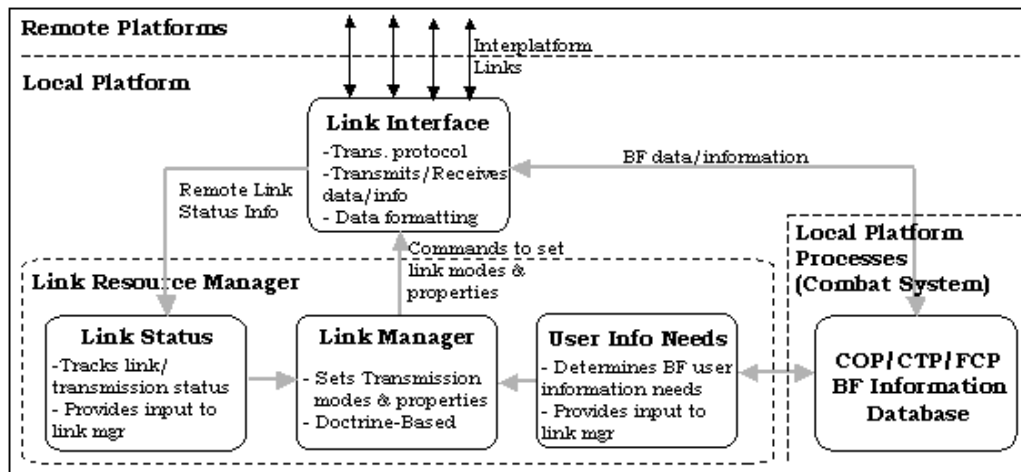 Remote Platforms
Interplatform
Links
Local Platform
Link Interface
-Trans. protocol
-Transmits/Receives
data/info
- Data formatting
BF data/information
Remote Link
Status Info
Commands to set
link modes &
properties
Local Platform
Processes
(Combat System)
Link Resource Manager
Link Status
-Tracks link/
transmission status
- Provides input to
link mgr
Link Manager
- Sets Transmission
modes & properties
- Doctrine-Based
User Info Needs
- Determines BF user
information needs
- Provides input to
link mgr
COP/CTP/FCP
BF Information
Database